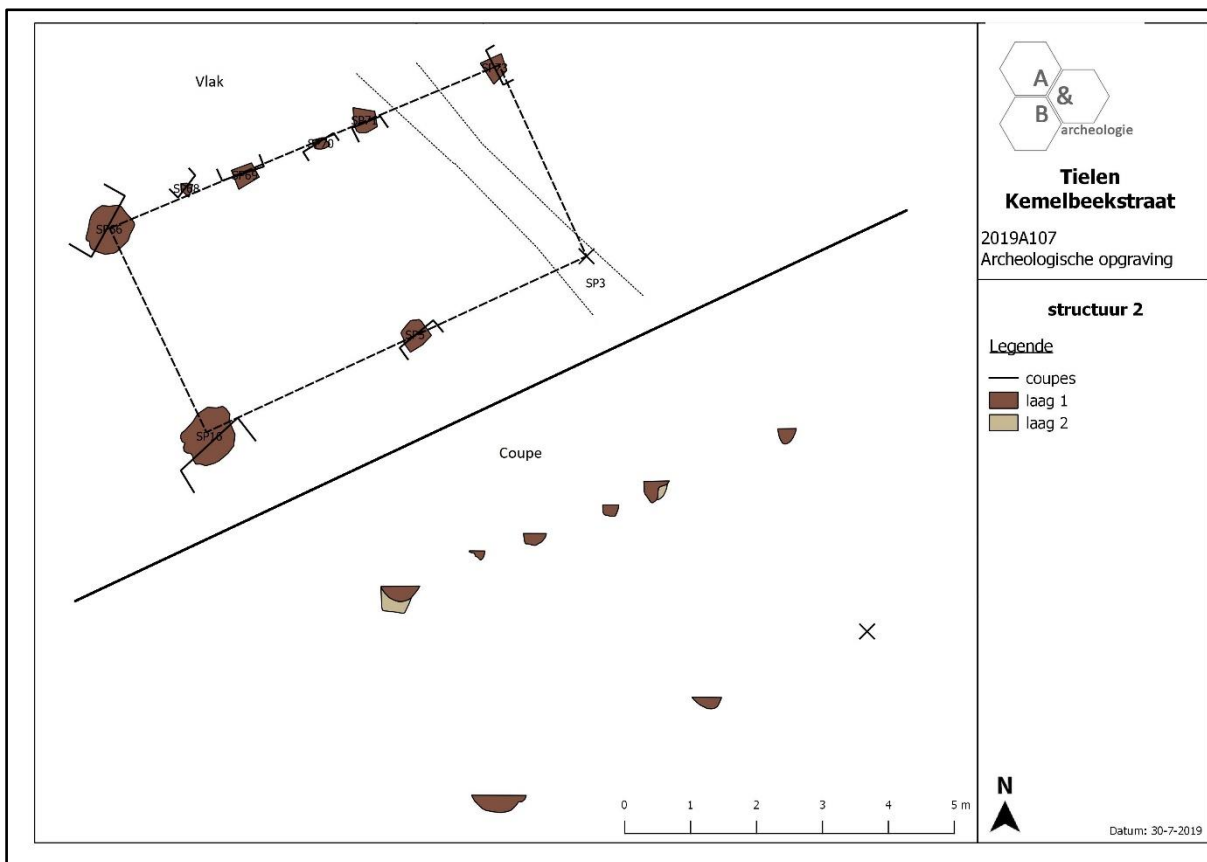 Vlak
SP71
SP69
SP68
SP66
SP3
SP5
SP16
Coupe
0 1 2 3 4 5 m
A
&
B
archeologie
Tielen
Kemelbeekstraat
2019A107
Archeologische opgraving
structuur 2
Legende
coupes
laag 1
laag 2
N
Datum: 30-7-2019